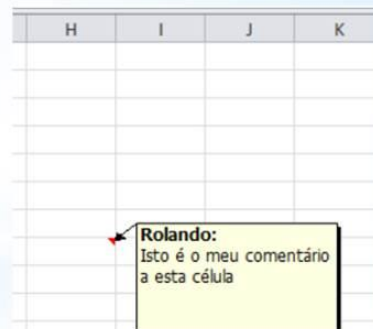 H I J K
Rolando:
Isto é o meu comentário
a esta célula